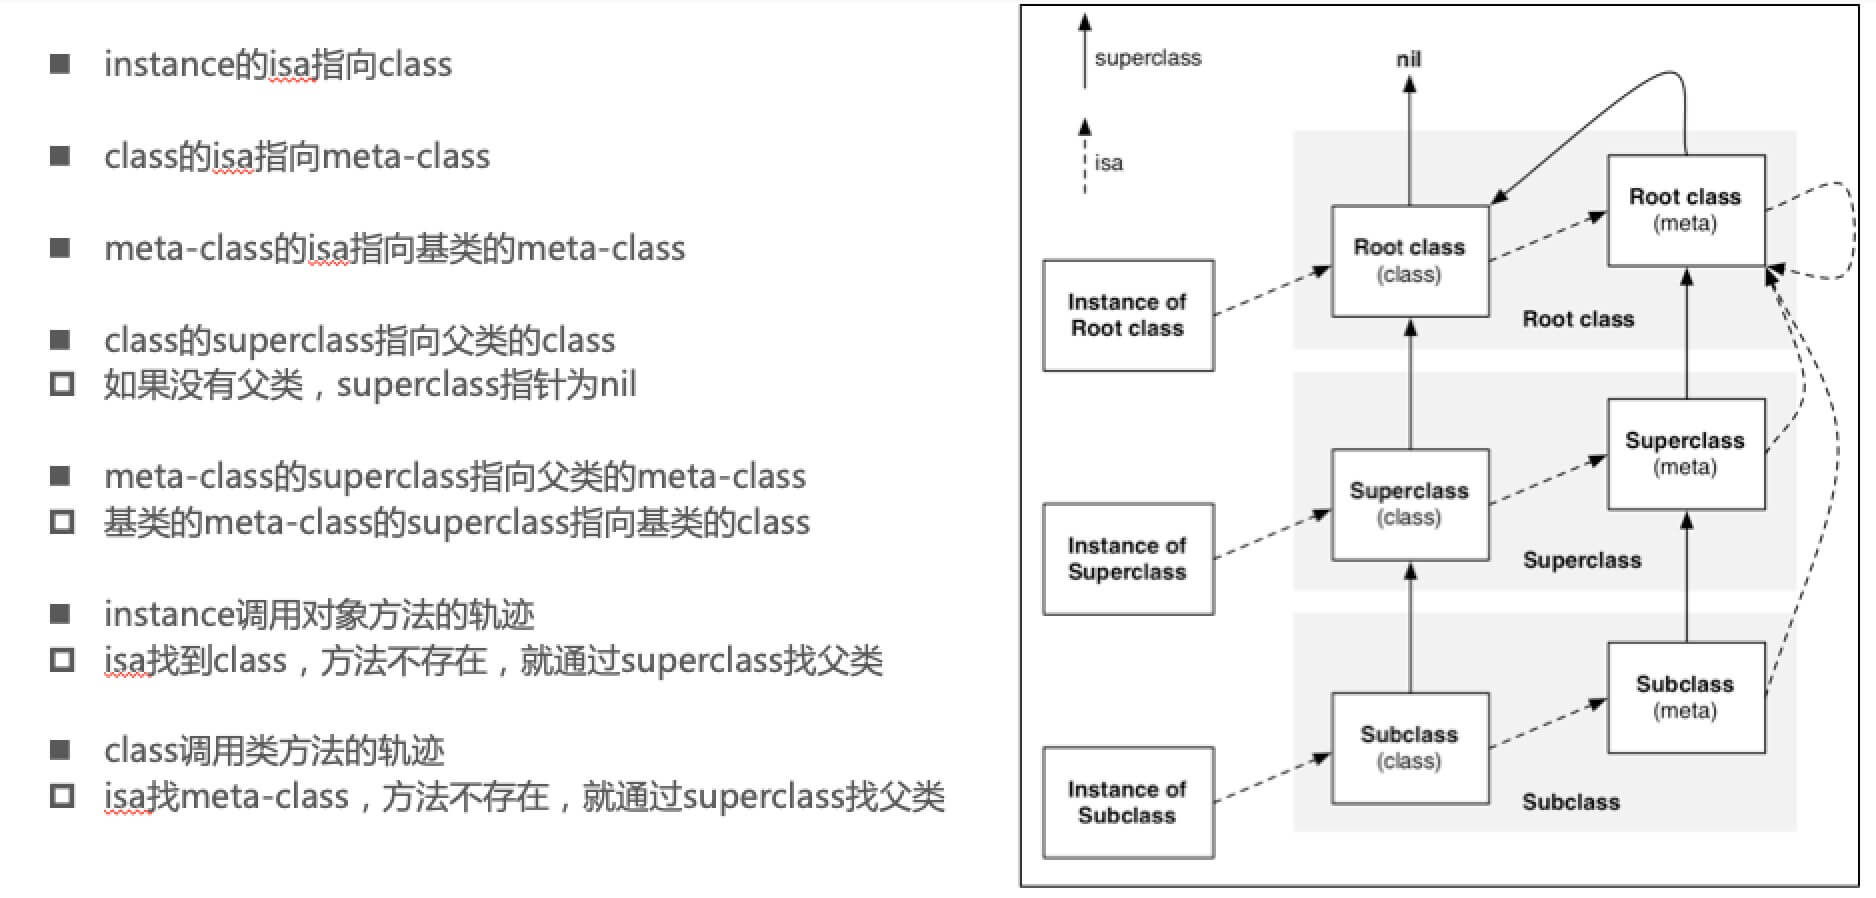 instance的isa指向class
class的isa指向meta-class
meta-class的isa指向基类的meta-class
class的superclass指向父类的class
如果没有父类，superclass指针为nil
meta-class的superclass指向父类的meta-class
基类的meta-class的superclass指向基类的class
instance调用对象方法的轨迹
isa找到class，方法不存在，就通过superclass找父类
class调用类方法的轨迹
isa找meta-class，方法不存在，就通过superclass找父类
superclass
isa
nil
Root class
(meta)
Root class
(class)
Instance of
Root class
Root class
Superclass
(meta)
Superclass
(class)
Instance of
Superclass
Superclass
Subclass
(meta)
Subclass
(class)
Instance of
Subclass
Subclass